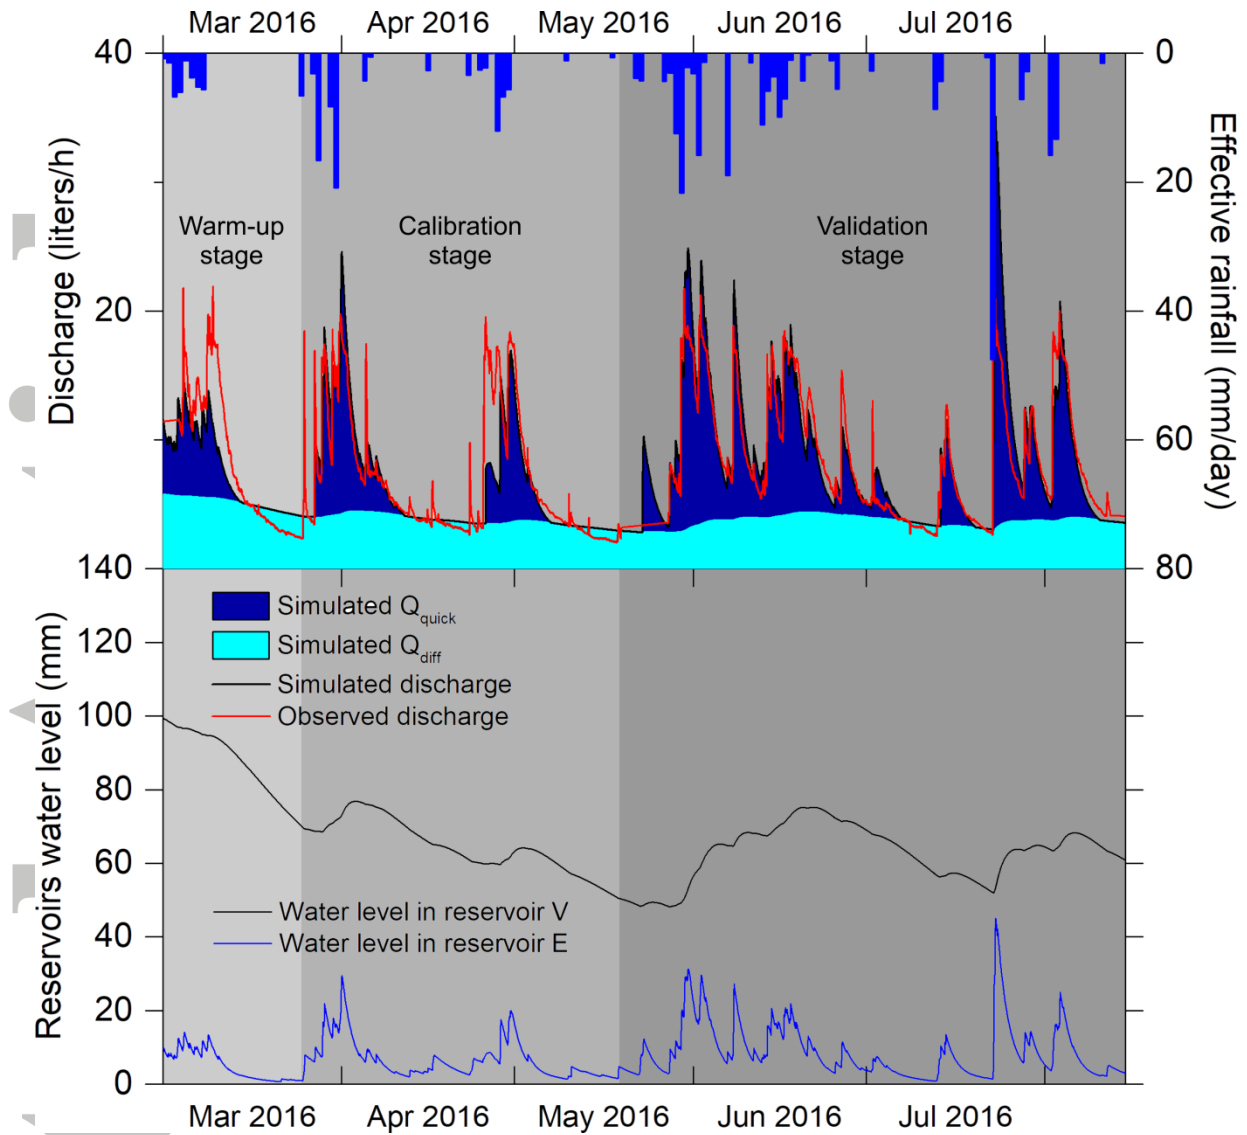 Mar 2016 Apr 2016 May 2016 Jun 2016 Jul 2016
40
20
0
20
40
60
80
Discharge (liters/h)
Effective rainfall (mm/day)
Warm-up
stage
Calibration
stage
Validation
stage
140
120
100
80
60
40
20
0
Reservoirs water level (mm)
Simulated Qquick
Simulated Qdiff
Simulated discharge
Observed discharge
Water level in reservoir V
Water level in reservoir E
Mar 2016 Apr 2016 May 2016 Jun 2016 Jul 2016